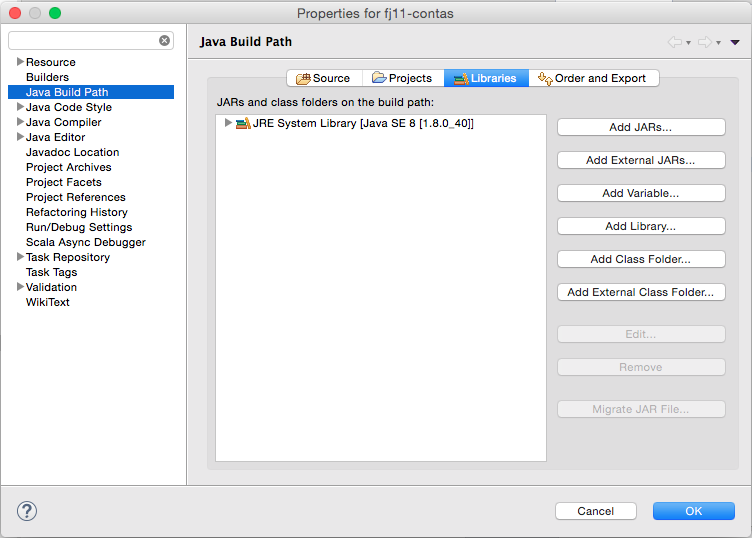 Properties for fj11-contas
Java Build Path
Resource
Builders
Java Build Path
Java Code Style
Java Compiler
Java Editor
Javadoc Location
Project Archives
Project Facets
Project References
Refactoring History
Run/Debug Settings
Scala Async Debugger
Task Repository
Task Tags
Validation
WikiText
Source Projects Libraries Order and Export
JARs and class folders on the build path:
JRE System Library [Java SE 8 [1.8.0_40]]
Add JARs...
Add External JARs...
Add Variable...
Add Library...
Add Class Folder...
Add External Class Folder...
Edit...
Remove
Migrate JAR File...
?
Cancel OK